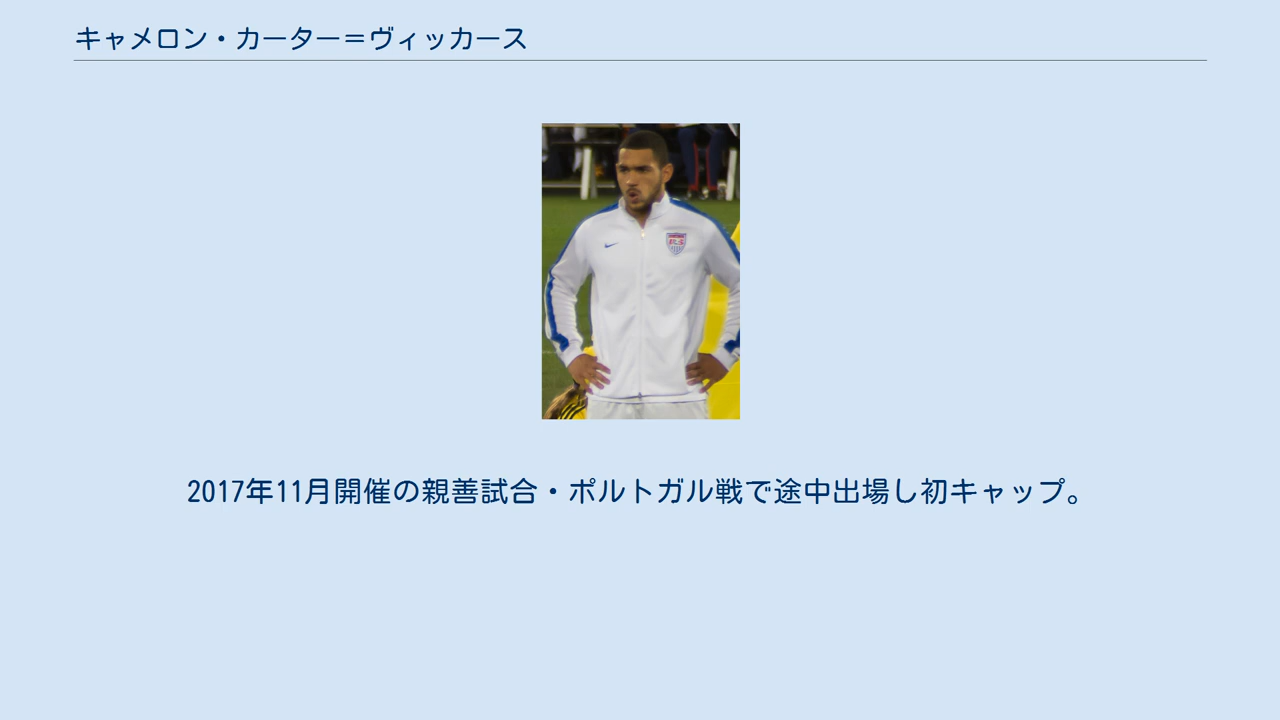 キャメロン・カーター＝ヴィッカース
2017年11月開催の親善試合・ポルトガル戦で途中出場し初キャップ。